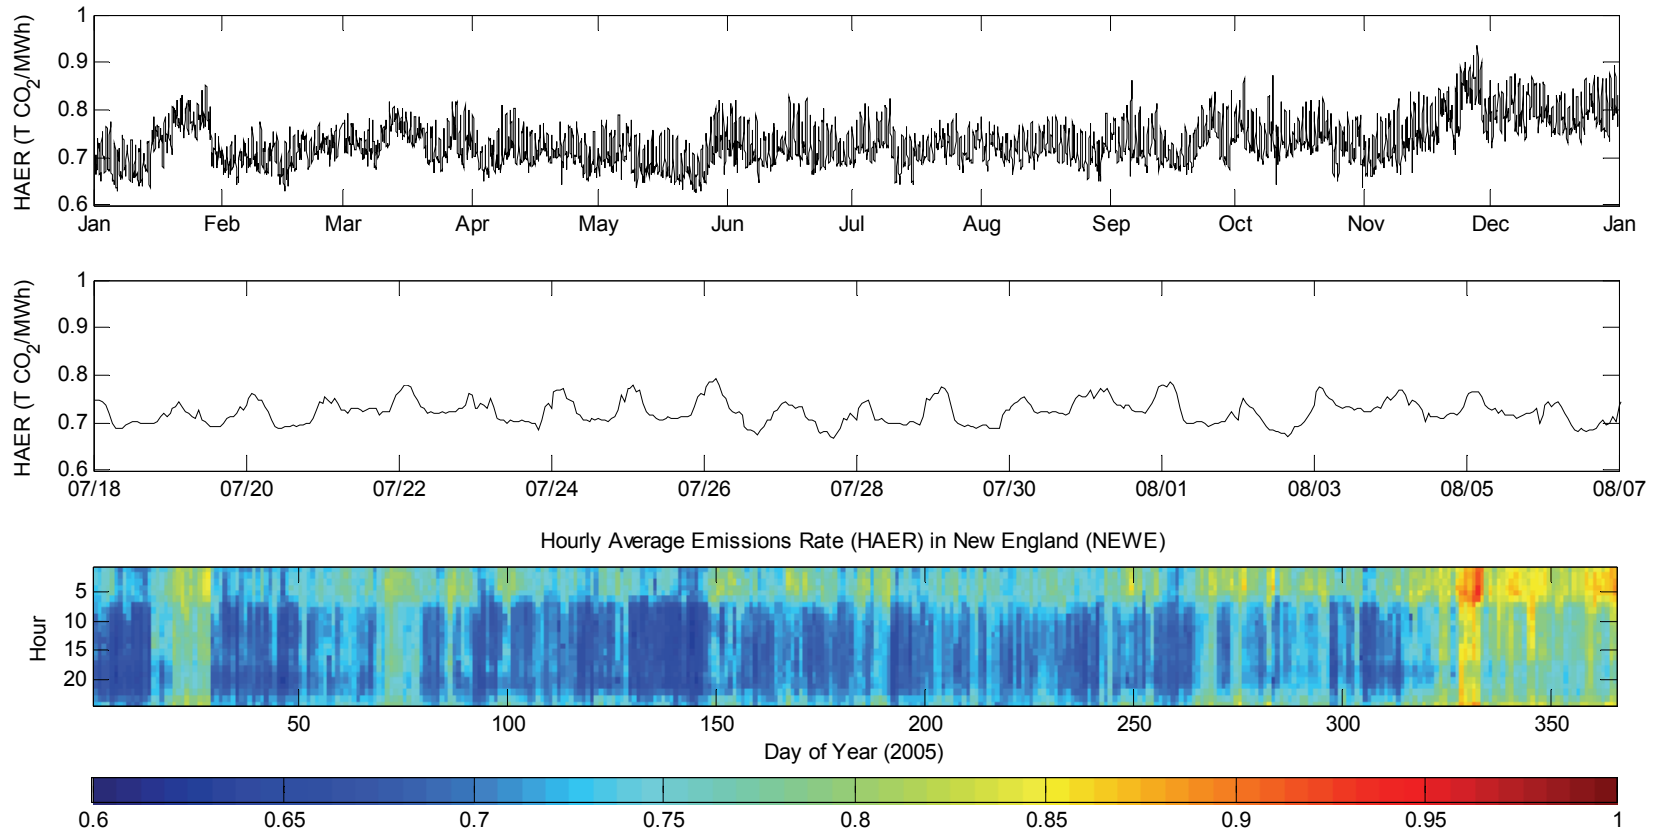 HAER (T CO2/MWh)
1
0.9
0.8
0.7
0.6
Jan Feb Mar Apr May Jun Jul Aug Sep Oct Nov Dec Jan
HAER (T CO2/MWh)
1
0.9
0.8
0.7
0.6
07/18 07/20 07/22 07/24 07/26 07/28 07/30 08/01 08/03 08/05 08/07
Hourly Average Emissions Rate (HAER) in New England (NEWE)
Hour
5
10
15
20
50 100 150 200 250 300 350
Day of Year (2005)
0.6 0.65 0.7 0.75 0.8 0.85 0.9 0.95 1